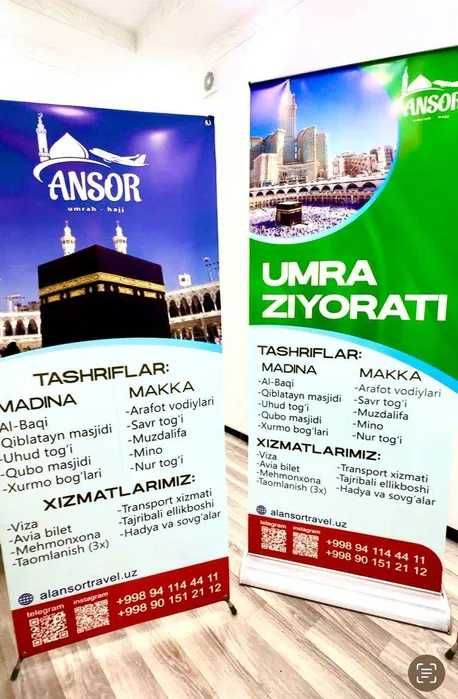 ANSOR
umrah - hajj
TASHRIFLAR:
MADINA
-Al-Baqi
-Qiblatayn masjidi
-Uhud tog'i
-Qubo masjidi
-Xurmo bog'lari
MAKKA
-Arafot vodiylari
-Savr tog'i
-Muzdalifa
-Mino
-Nur tog'i
XIZMATLARIMIZ:
-Viza
-Avia bilet
-Mehmonxona
-Taomlanish (3x)
-Transport xizmati
-Tajribali ellikboshi
-Hadya va sovg'alar
alansortravel.uz
telegram
instagram
+998 94 114 44 11
+998 90 151 21 12
ANSOR
UMRA
ZIYORATI
TASHRIFLAR:
MADINA
-Al-Baqi
-Qiblatayn masjidi
-Uhud tog'i
-Qubo masjidi
-Xurmo bog'lari
MAKKA
-Arafot vodiylari
-Savr tog'i
-Muzdalifa
-Mino
-Nur tog'i
XIZMATLARIMIZ:
-Viza
-Avia bilet
-Mehmonxona
-Taomlanish (3x)
-Transport xizmati
-Tajribali ellikboshi
-Hadya va sovg'alar
alansortravel.uz
telegram
instagram
+998 94 114 44 11
+998 90 151 21 12